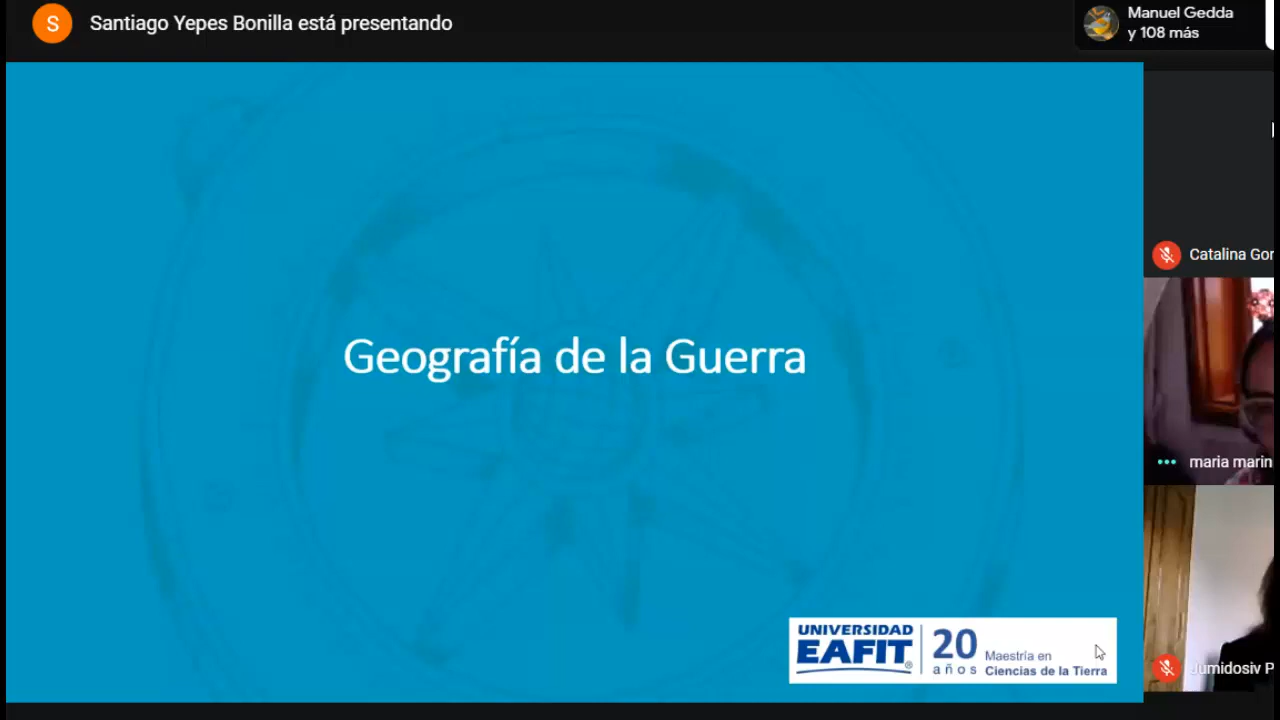 S
Santiago Yepes Bonilla está presentando
Manuel Gedda
y 108 más
Geografía de la Guerra
Catalina Gor
maria marin
Jumidosiv P
UNIVERSIDAD
EAFIT®
20
años
Maestría en
Ciencias de la Tierra